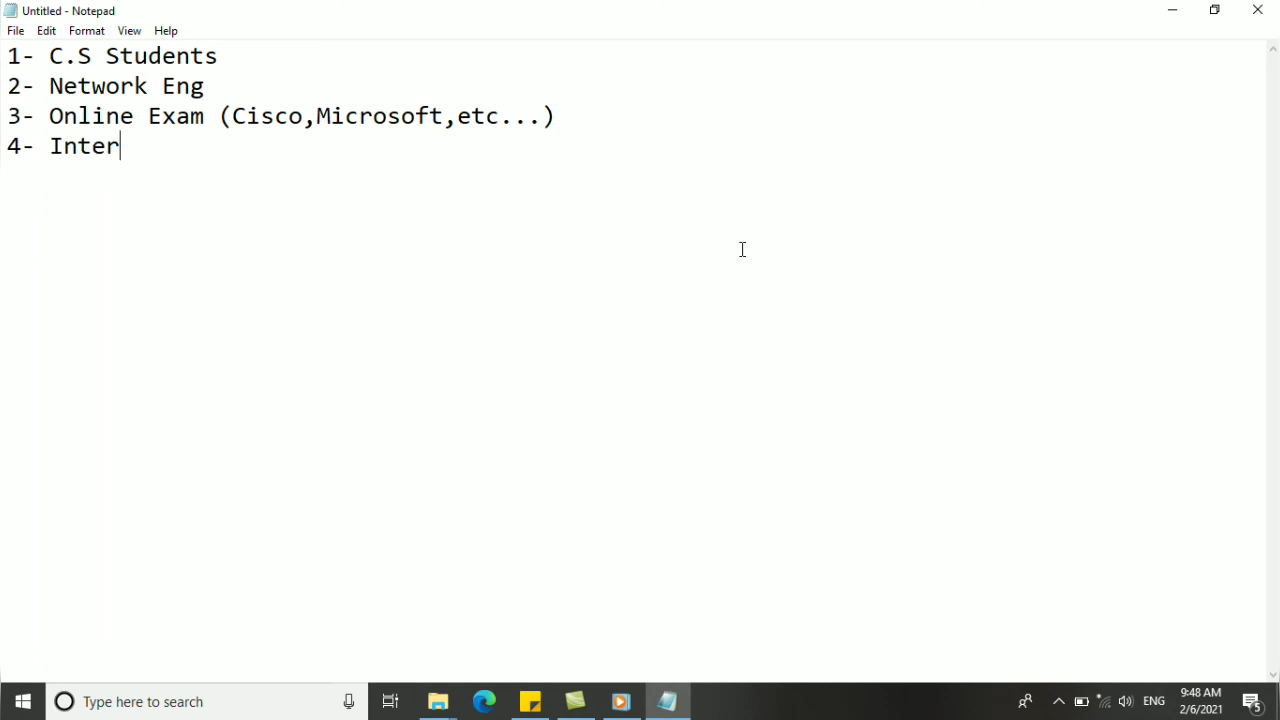 Untitled - Notepad
File Edit Format View Help
1- C.S Students
2- Network Eng
3- Online Exam (Cisco,Microsoft,etc...)
4- Inter
Type here to search
ENG
9:48 AM
2/6/2021
5